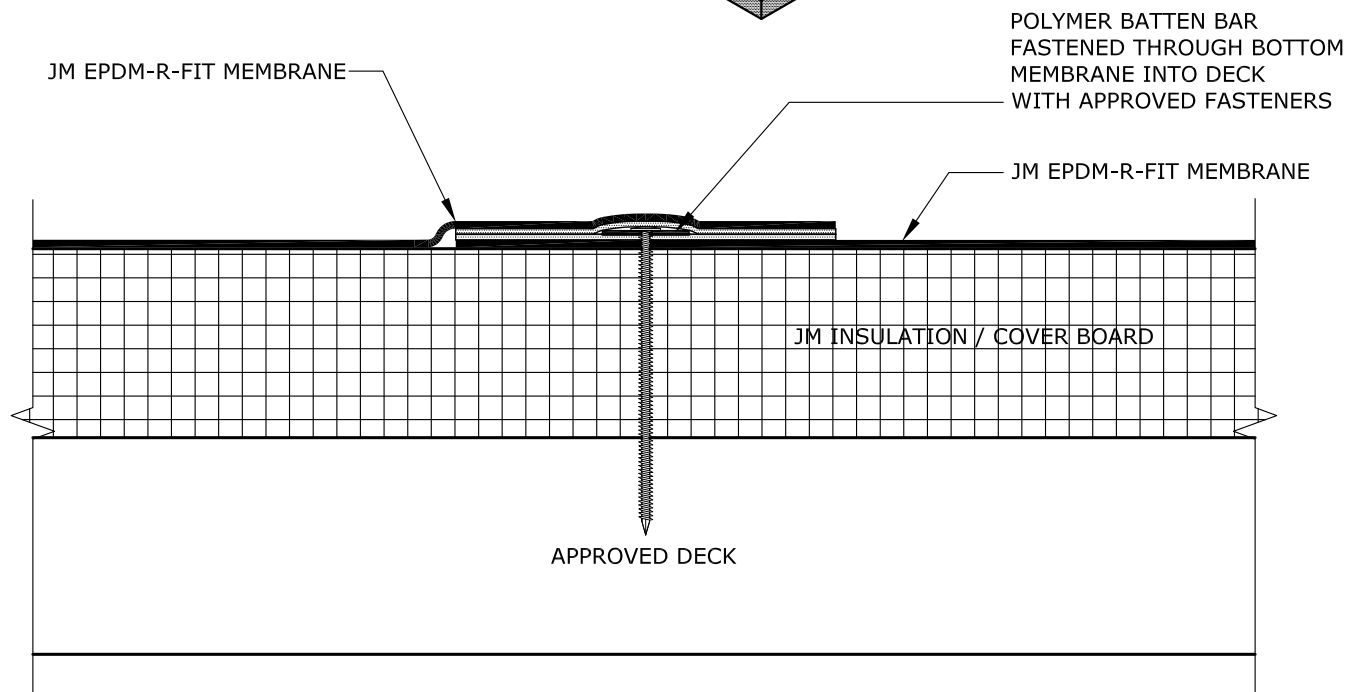 POLYMER BATTEN BAR
FASTENED THROUGH BOTTOM
MEMBRANE INTO DECK
WITH APPROVED FASTENERS
JM EPDM-R-FIT MEMBRANE
JM EPDM-R-FIT MEMBRANE
JM INSULATION / COVER BOARD
APPROVED DECK